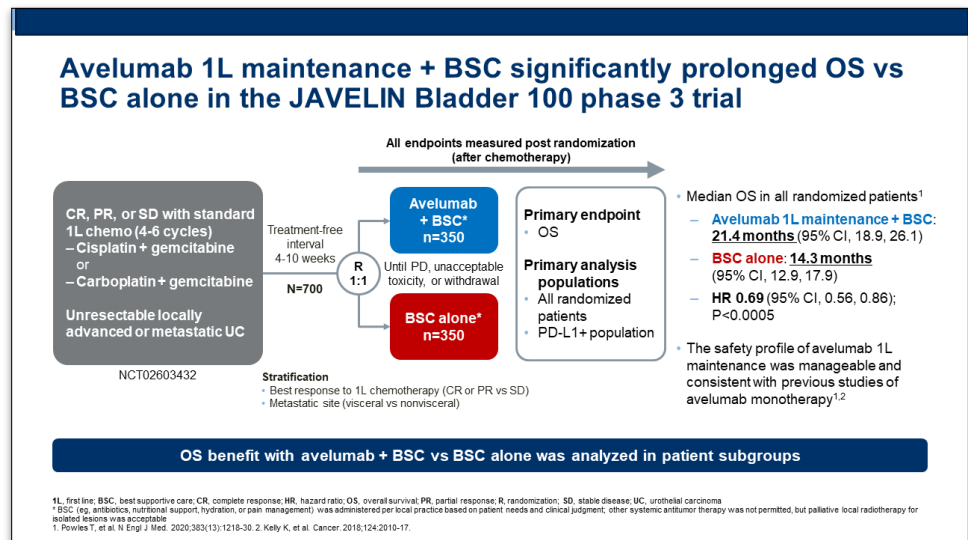 Avelumab 1L maintenance + BSC significantly prolonged OS vs
BSC alone in the JAVELIN Bladder 100 phase 3 trial
All endpoints measured post randomization
(after chemotherapy)
CR, PR, or SD with standard
1L chemo (4-6 cycles)
– Cisplatin + gemcitabine
or
– Carboplatin + gemcitabine
Unresectable locally
advanced or metastatic UC
NCT02603432
Treatment-free
interval
4-10 weeks
N=700
R
1:1
Avelumab
+ BSC*
n=350
Until PD, unacceptable
toxicity, or withdrawal
BSC alone*
n=350
Stratification
• Best response to 1L chemotherapy (CR or PR vs SD)
• Metastatic site (visceral vs nonvisceral)
Primary endpoint
• OS
Primary analysis
populations
• All randomized
patients
• PD-L1+ population
• Median OS in all randomized patients1
– Avelumab 1L maintenance + BSC:
21.4 months (95% CI, 18.9, 26.1)
– BSC alone: 14.3 months
(95% CI, 12.9, 17.9)
– HR 0.69 (95% CI, 0.56, 0.86);
P<0.0005
• The safety profile of avelumab 1L
maintenance was manageable and
consistent with previous studies of
avelumab monotherapy1,2
OS benefit with avelumab + BSC vs BSC alone was analyzed in patient subgroups
1L, first line; BSC, best supportive care; CR, complete response; HR, hazard ratio; OS, overall survival; PR, partial response; R, randomization; SD, stable disease; UC, urothelial carcinoma
* BSC (eg, antibiotics, nutritional support, hydration, or pain management) was administered per local practice based on patient needs and clinical judgment; other systemic antitumor therapy was not permitted, but palliative local radiotherapy for
isolated lesions was acceptable
1. Powles T, et al. N Engl J Med. 2020;383(13):1218-30. 2. Kelly K, et al. Cancer. 2018;124:2010-17.